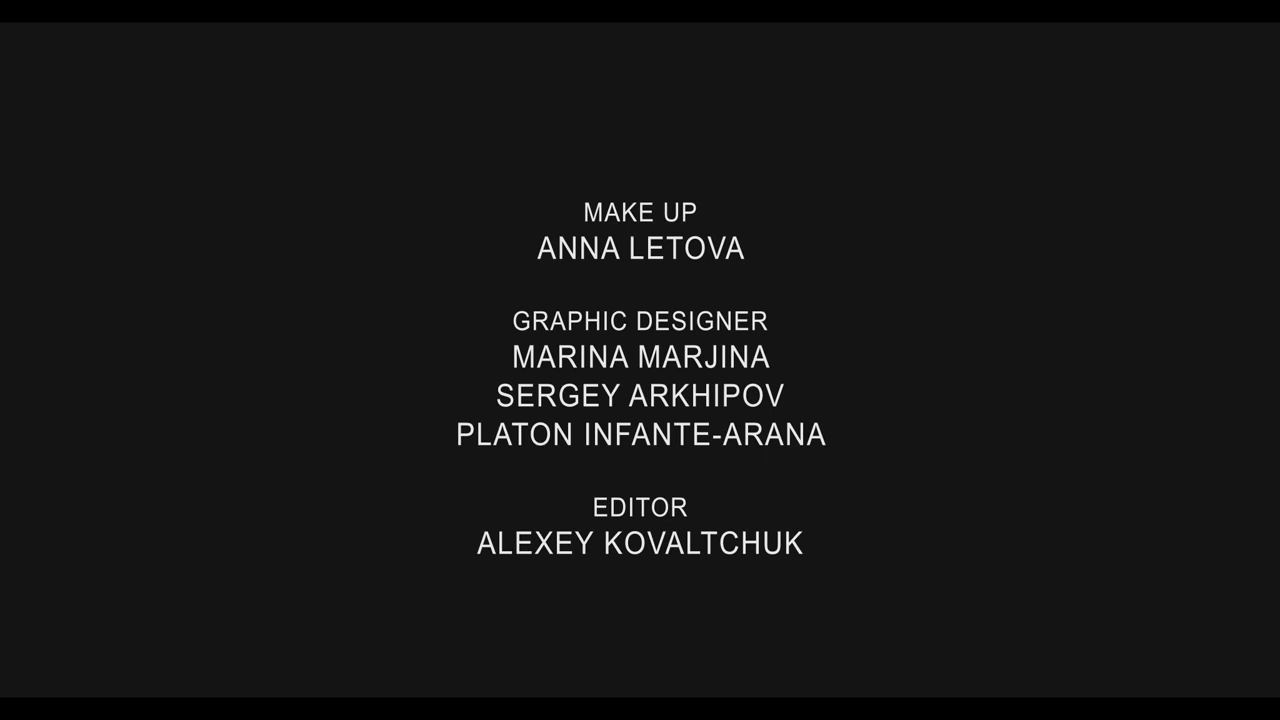 MAKE UP
ANNA LETOVA
GRAPHIC DESIGNER
MARINA MARJINA
SERGEY ARKHIPOV
PLATON INFANTE-ARANA
EDITOR
ALEXEY KOVALTCHUK